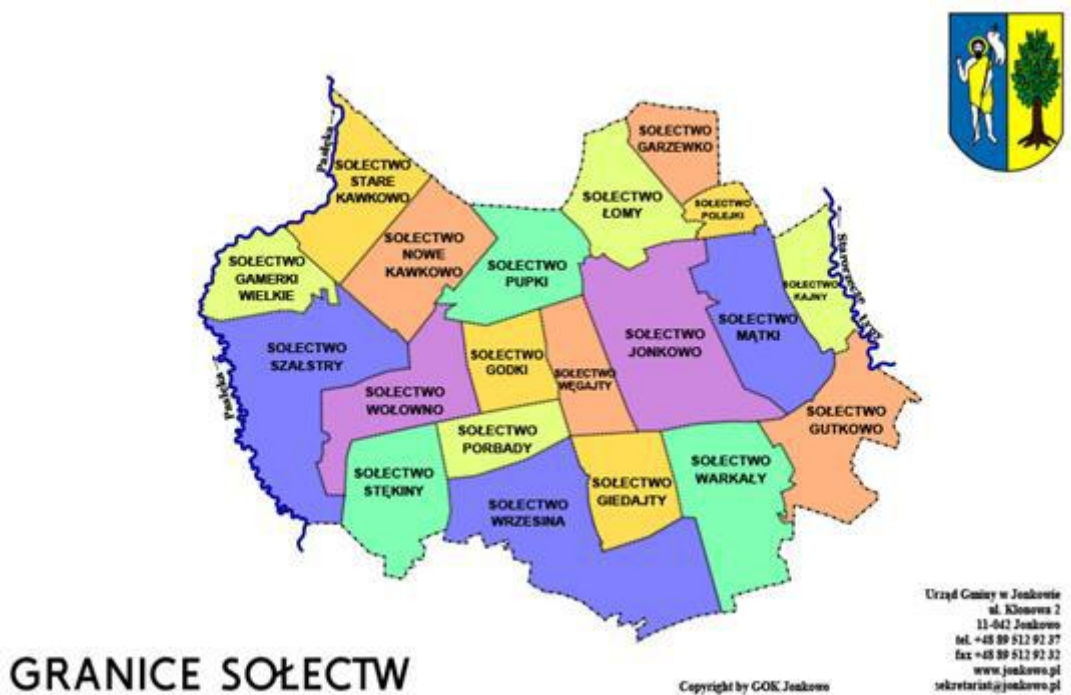 SOŁECTWO
GARZEWKO
Pasłęka
SOŁECTWO
STARE
KAWKOWO
SOŁECTWO
ŁOMY
SOŁECTWO
POLEJKI
SOŁECTWO
NOWE
KAWKOWO
SOŁECTWO
PUPKI
SOŁECTWO
GAMERKI
WIELKIE
SOŁECTWO
KAJNY
SOŁECTWO
MĄTKI
SOŁECTWO
JONKOWO
SOŁECTWO
SZAŁSTRY
SOŁECTWO
GODKI
SOŁECTWO
WĘGAJTY
Pasłęka
SOŁECTWO
WOŁOWNO
SOŁECTWO
GUTKOWO
SOŁECTWO
PORBADY
SOŁECTWO
STĘKINY
SOŁECTWO
WARKAŁY
SOŁECTWO
GIEDAJTY
SOŁECTWO
WRZESINA
Urząd Gminy w Jonkowie
ul. Klonowa 2
11-042 Jonkowo
tel. +48 89 512 92 37
fax +48 89 512 92 32
www.jonkowo.pl
sekretariat@jonkowo.pl
GRANICE SOŁECTW
Copyright by GOK Jonkowo